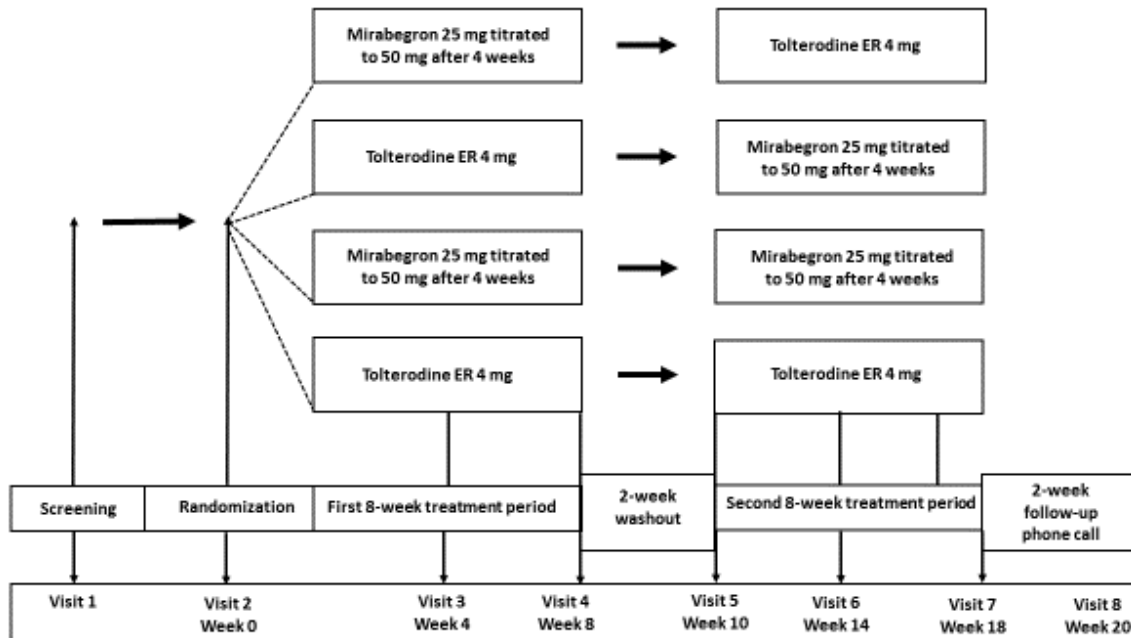 Mirabegron 25 mg titrated
to 50 mg after 4 weeks
Tolterodine ER 4 mg
Tolterodine ER 4 mg
Mirabegron 25 mg titrated
to 50 mg after 4 weeks
Mirabegron 25 mg titrated
to 50 mg after 4 weeks
Mirabegron 25 mg titrated
to 50 mg after 4 weeks
Tolterodine ER 4 mg
Tolterodine ER 4 mg
Screening
Randomization
First 8-week treatment period
2-week
washout
Second 8-week treatment period
2-week
follow-up
phone call
Visit 1
Visit 2
Week 0
Visit 3
Week 4
Visit 4
Week 8
Visit 5
Week 10
Visit 6
Week 14
Visit 7
Week 18
Visit 8
Week 20